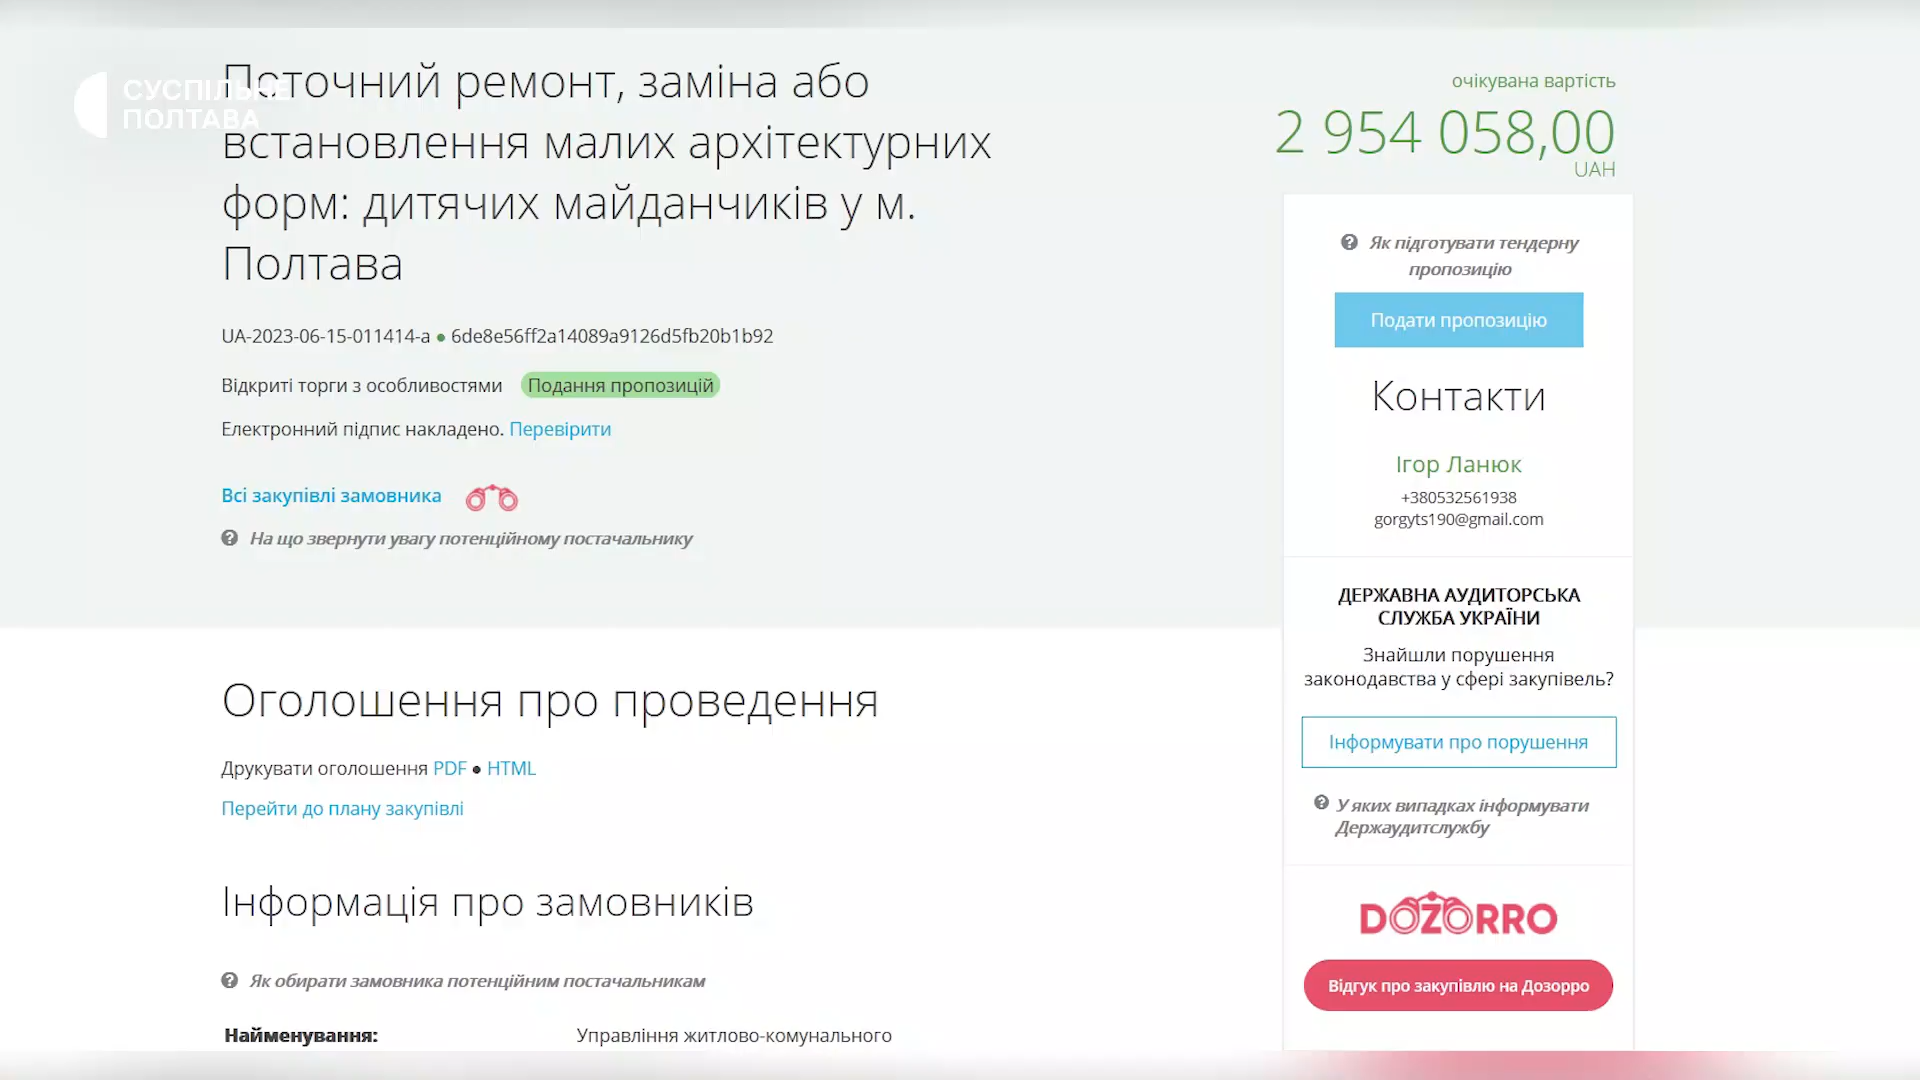 СУСПІЛЬНЕ
ПОЛТАВА
Поточний ремонт, заміна або
встановлення малих архітектурних
форм: дитячих майданчиків у м.
Полтава
UA-2023-06-15-011414-a ● 6de8e56ff2a14089a9126d5fb20b1b92
Відкриті торги з особливостями Подання пропозицій
Електронний підпис накладено. Перевірити
Всі закупівлі замовника
На що звернути увагу потенційному постачальнику
очікувана вартість
2 954 058,00
UAH
Як підготувати тендерну
пропозицію
Подати пропозицію
Контакти
Ігор Ланюк
+380532561938
gorgyts190@gmail.com
ДЕРЖАВНА АУДИТОРСЬКА
СЛУЖБА УКРАЇНИ
Знайшли порушення
законодавства у сфері закупівель?
Інформувати про порушення
У яких випадках інформувати
Держаудитслужбу
DOZORRO
Відгук про закупівлю на Дозорро
Оголошення про проведення
Друкувати оголошення PDF ● HTML
Перейти до плану закупівлі
Інформація про замовників
Як обирати замовника потенційним постачальникам
Найменування: Управління житлово-комунального